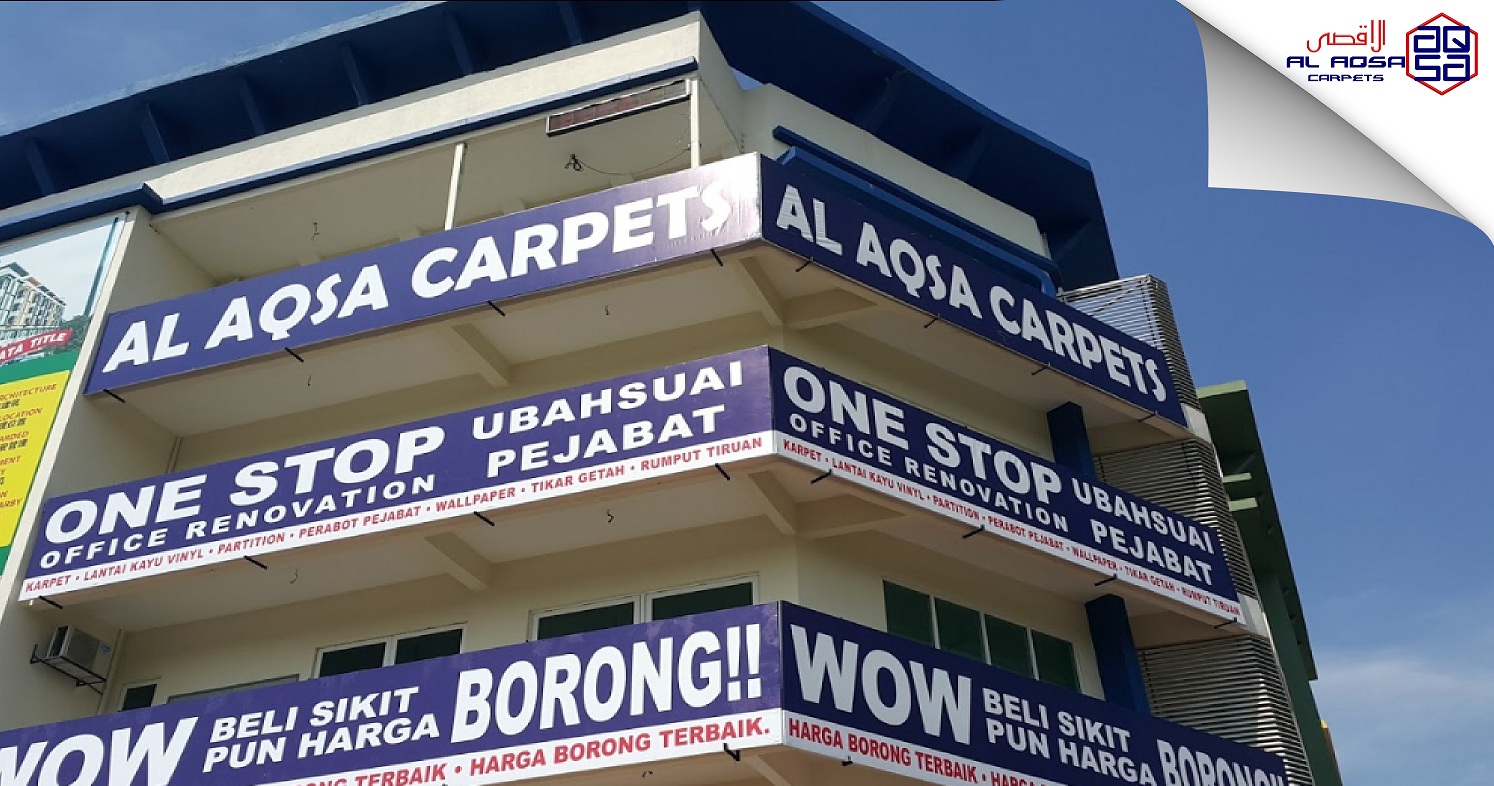 الاقصى
AL AQSA
CARPETS
AQ
SA
AL AQSA CARPETS
AL AQSA CARPETS
ONE STOP
OFFICE RENOVATION
UBAHSUAI
PEJABAT
KARPET • LANTAI KAYU VINYL • PARTITION • PERABOT PEJABAT • WALLPAPER • TIKAR GETAH • RUMPUT TIRUAN
ONE STOP
OFFICE RENOVATION
UBAHSUAI
PEJABAT
KARPET • LANTAI KAYU VINYL • PARTITION • PERABOT PEJABAT • WALLPAPER • TIKAR GETAH • RUMPUT TIRUAN
WOW
BELI SIKIT
PUN HARGA
BORONG!!
TERBAIK • HARGA BORONG TERBAIK.
WOW
BELI SIKIT
PUN HARGA
BORONG!!
HARGA BORONG TERBAIK •
TITLE